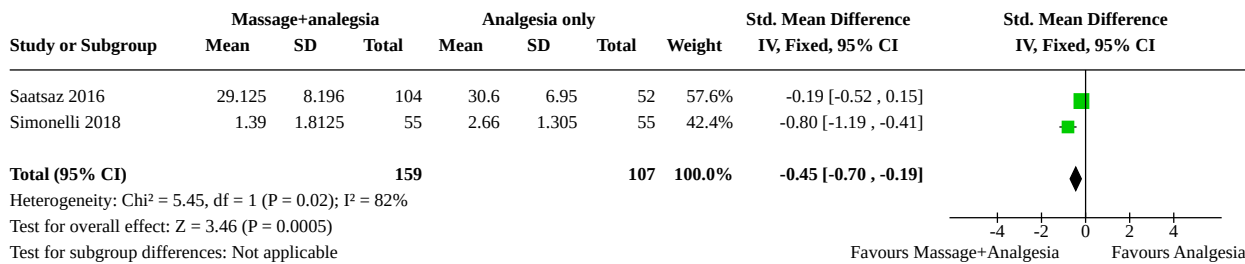 Massage+analegsia Analgesia only Std. Mean Difference Std. Mean Difference
Study or Subgroup Mean SD Total Mean SD Total Weight IV, Fixed, 95% CI IV, Fixed, 95% CI
Saatsaz 2016 29.125 8.196 104 30.6 6.95 52 57.6% -0.19 [-0.52 , 0.15]
Simonelli 2018 1.39 1.8125 55 2.66 1.305 55 42.4% -0.80 [-1.19 , -0.41]
Total (95% CI) 159 107 100.0% -0.45 [-0.70 , -0.19]
Heterogeneity: Chi² = 5.45, df = 1 (P = 0.02); I² = 82%
Test for overall effect: Z = 3.46 (P = 0.0005) -4 -2 0 2 4
Test for subgroup differences: Not applicable Favours Massage+Analgesia Favours Analgesia